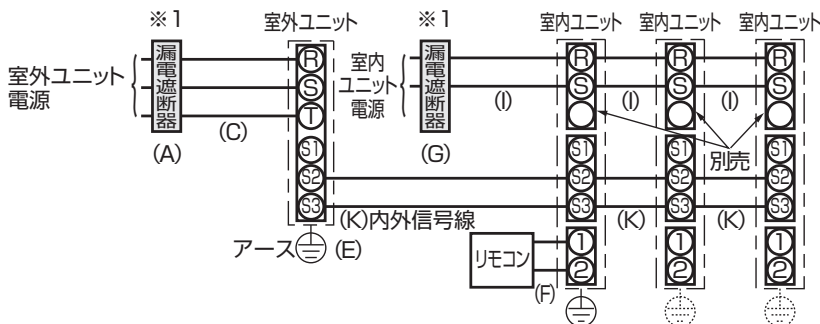 ※1 室外ユニット ※1 室内ユニット 室内ユニット 室内ユニット
室外ユニット
電源
漏電遮断器
(A)
(C)
R
S
T
S1
S2
S3
アース (E)
室内
ユニット
電源
漏電遮断器
(G)
(I) (I) (I)
R R R
S S S
別売
S1 S1 S1
S2 S2 S2
S3 S3 S3
(K)内外信号線 (K) (K)
リモコン
(F)
1 1 1
2 2 2